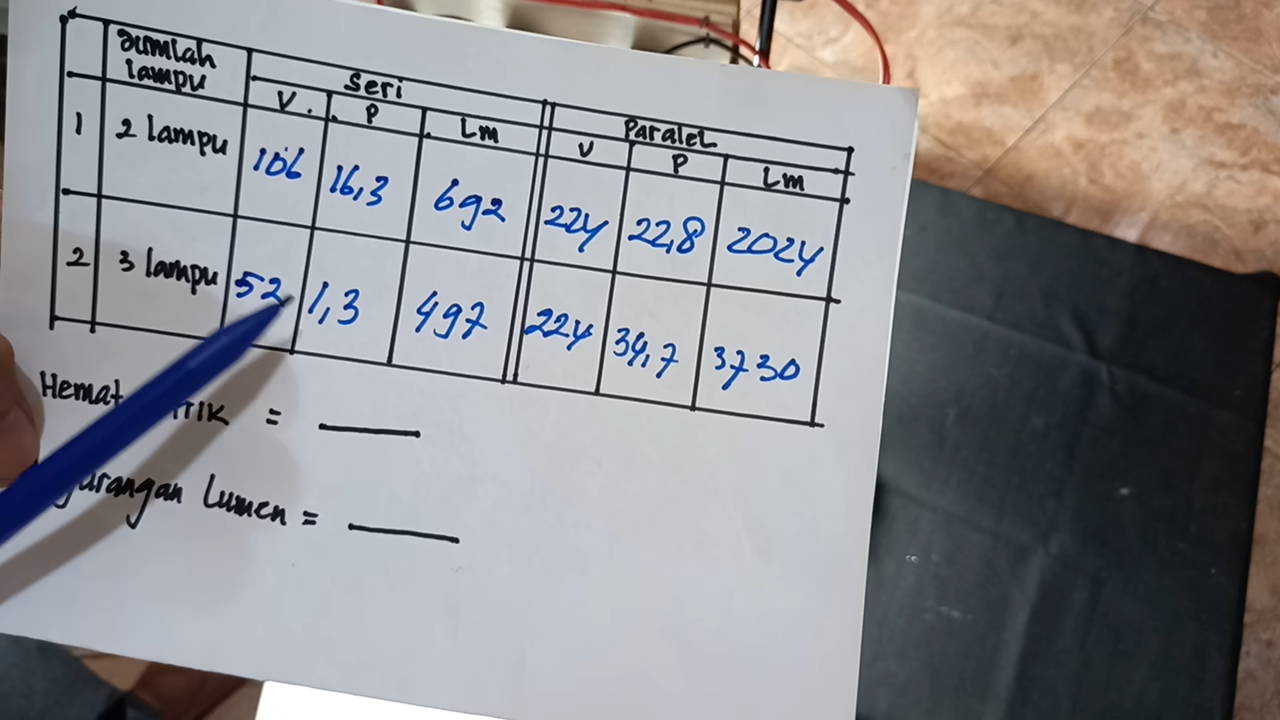 Jumlah lampu
Seri
Paralel
V. P Lm V P Lm
1 2 lampu 106 16,3 692 224 22,8 2024
2 3 lampu 52 1,3 497 224 34,7 3730
Hemat =
Lumen =